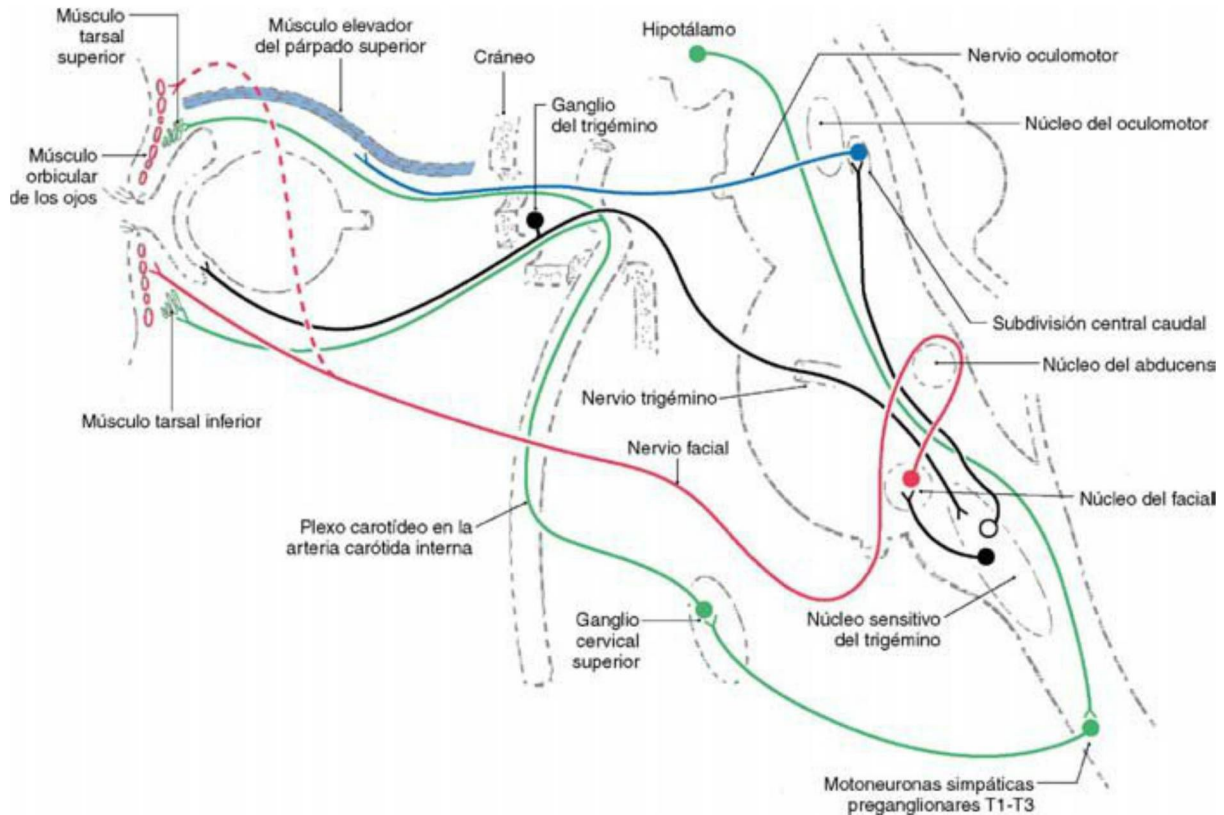 Músculo
tarsal
superior
Músculo elevador
del párpado superior
Cráneo
Hipotálamo
Nervio oculomotor
Ganglio
del trigémino
Núcleo del oculomotor
Músculo
orbicular
de los ojos
Subdivisión central caudal
Núcleo del abducens
Nervio trigémino
Músculo tarsal inferior
Nervio facial
Núcleo del facial
Plexo carotídeo en la
arteria carótida interna
Ganglio
cervical
superior
Núcleo sensitivo
del trigémino
Motoneuronas simpáticas
preganglionares T1-T3